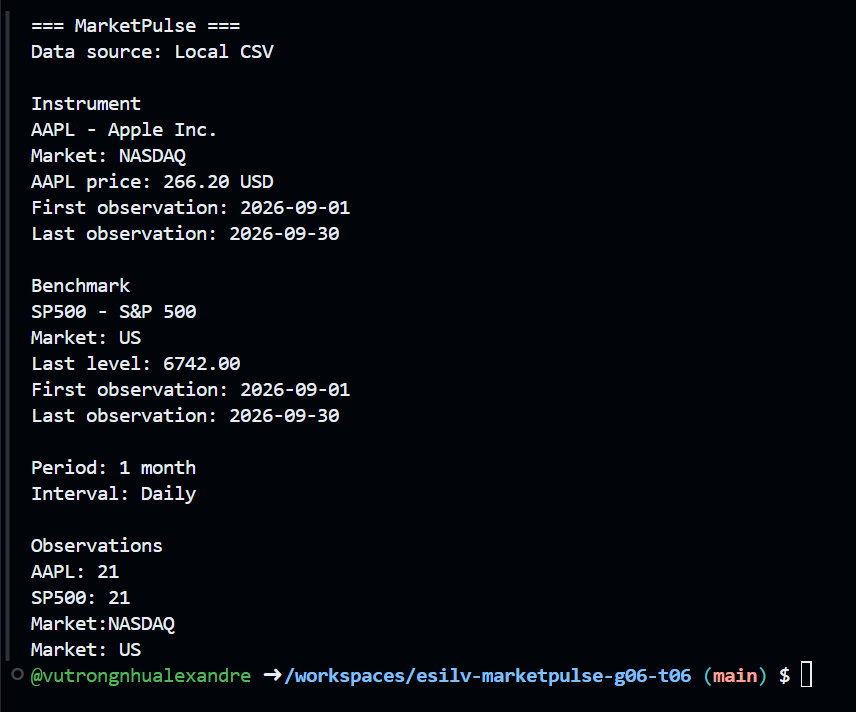 === MarketPulse ===
Data source: Local CSV
Instrument
AAPL - Apple Inc.
Market: NASDAQ
AAPL price: 266.20 USD
First observation: 2026-09-01
Last observation: 2026-09-30
Benchmark
SP500 - S&P 500
Market: US
Last level: 6742.00
First observation: 2026-09-01
Last observation: 2026-09-30
Period: 1 month
Interval: Daily
Observations
AAPL: 21
SP500: 21
Market:NASDAQ
Market: US
@vutrongnhualexandre ➜/workspaces/esilv-marketpulse-g06-t06 (main) $